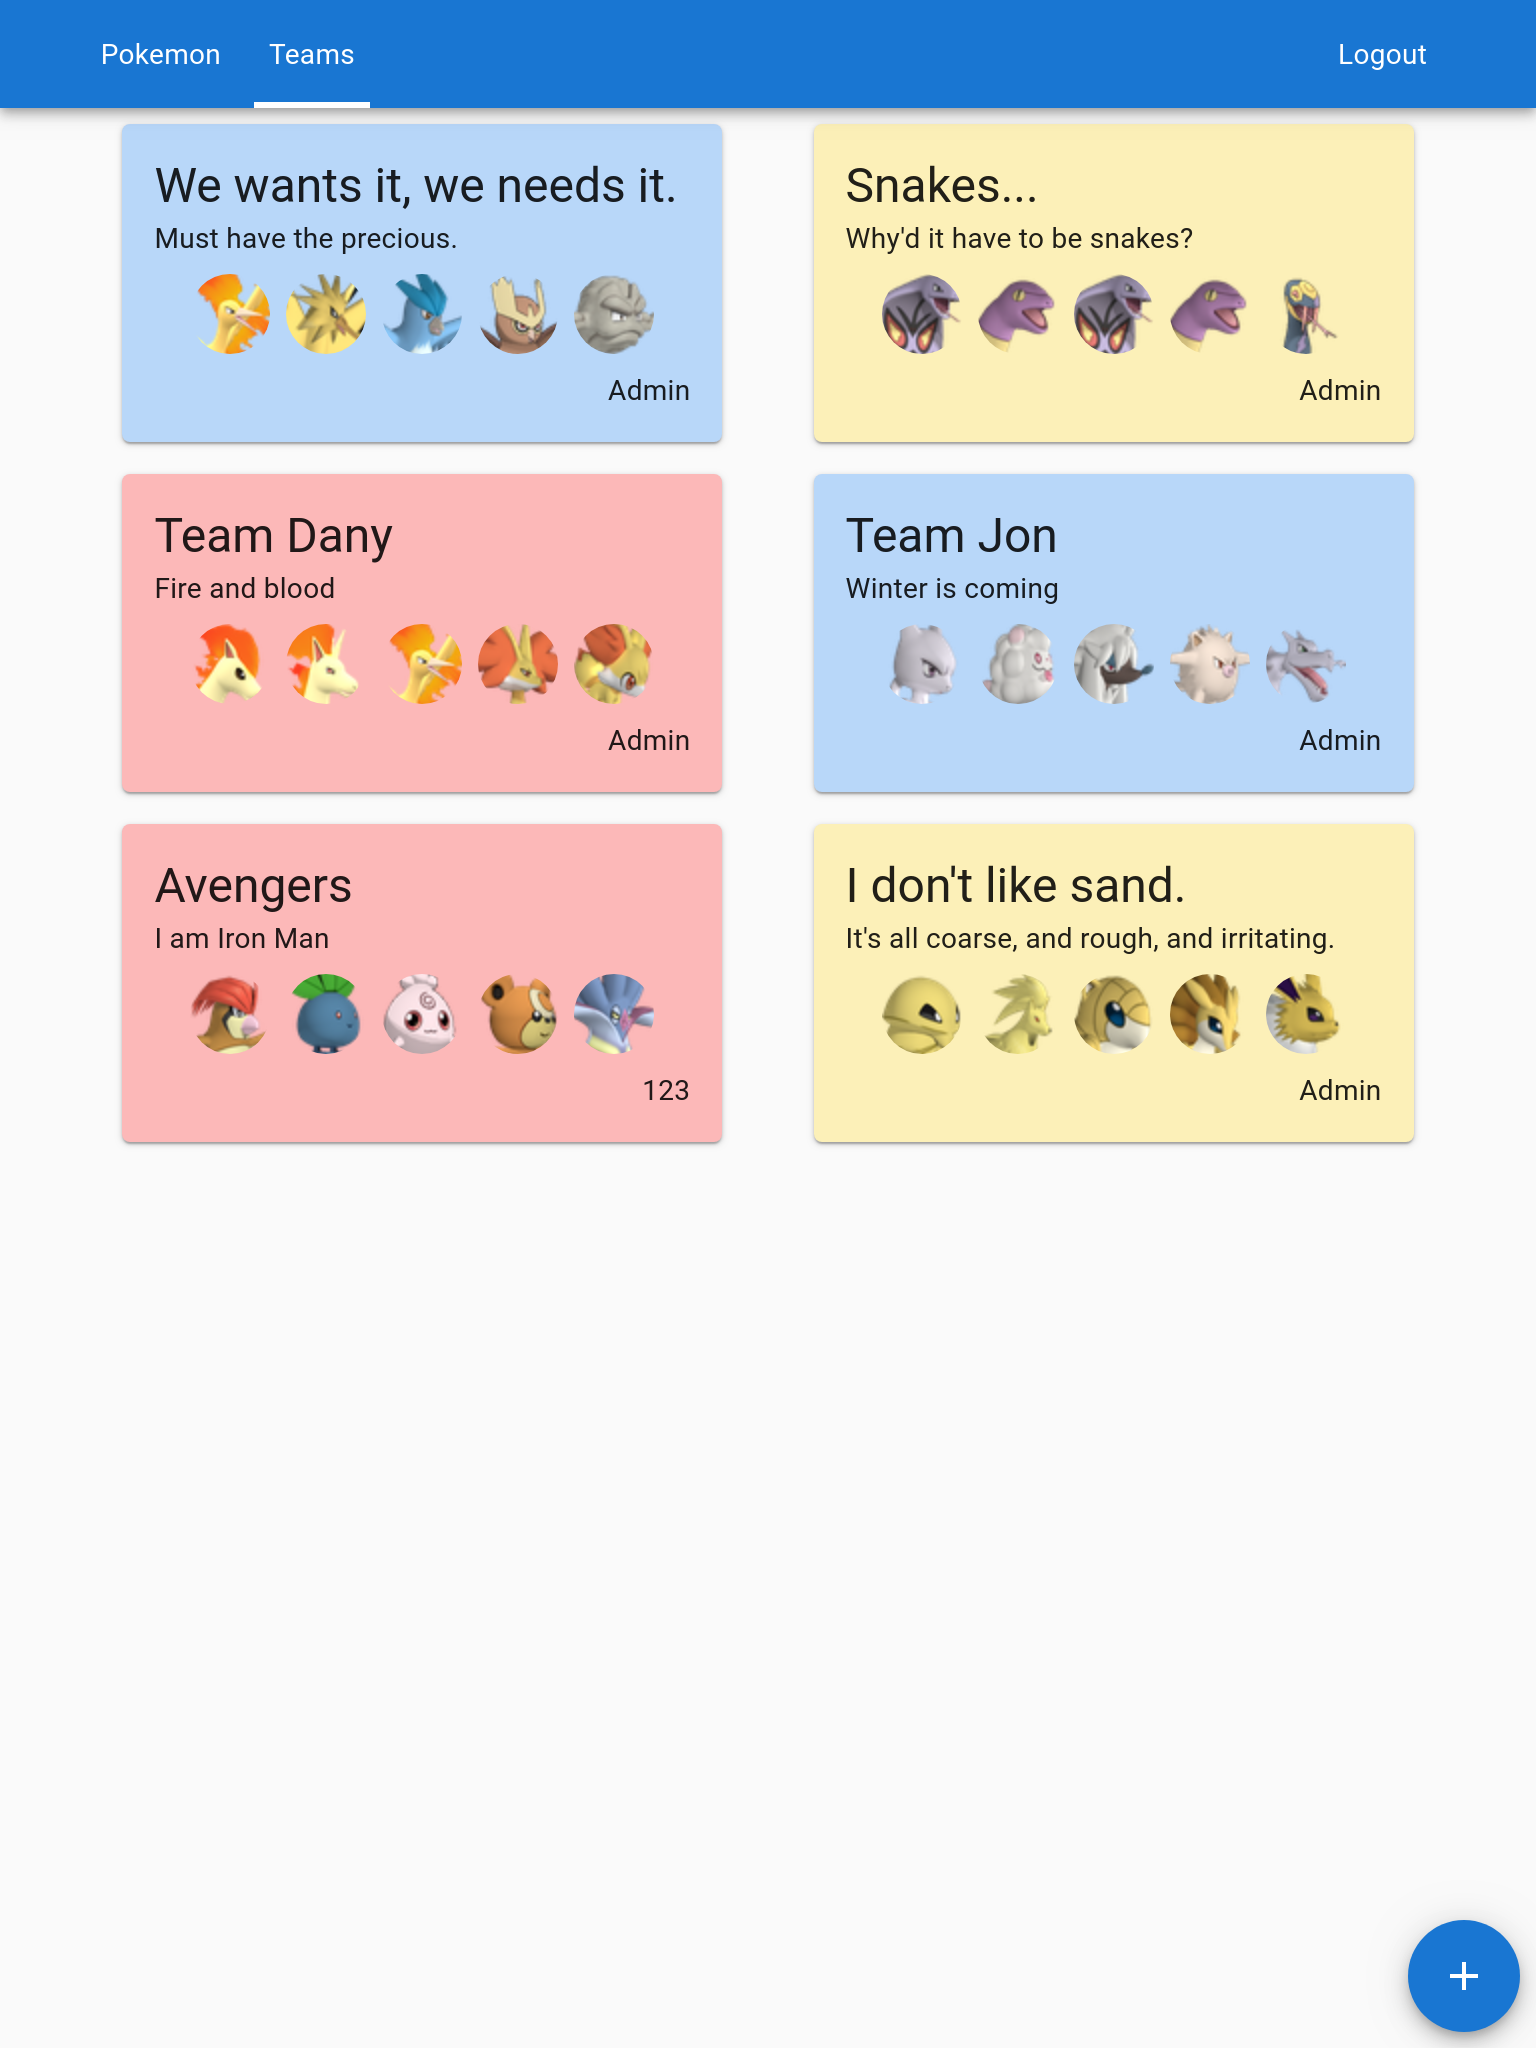 Pokemon
Teams
Logout
We wants it, we needs it.
Must have the precious.
Admin
Snakes...
Why'd it have to be snakes?
Admin
Team Dany
Fire and blood
Admin
Team Jon
Winter is coming
Admin
Avengers
I am Iron Man
123
I don't like sand.
It's all coarse, and rough, and irritating.
Admin